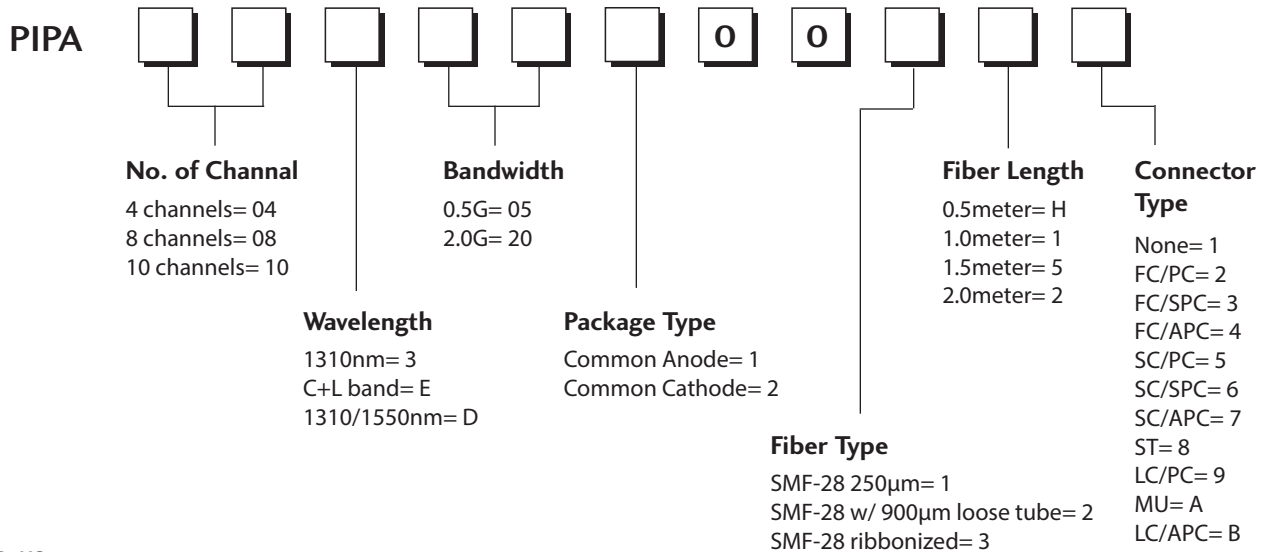 PIPA 0 0
No. of Channal
4 channels= 04
8 channels= 08
10 channels= 10
Bandwidth
0.5G= 05
2.0G= 20
Fiber Length
0.5meter= H
1.0meter= 1
1.5meter= 5
2.0meter= 2
Connector
Type
None= 1
FC/PC= 2
FC/SPC= 3
FC/APC= 4
SC/PC= 5
SC/SPC= 6
SC/APC= 7
ST= 8
LC/PC= 9
MU= A
LC/APC= B
Wavelength
1310nm= 3
C+L band= E
1310/1550nm= D
Package Type
Common Anode= 1
Common Cathode= 2
Fiber Type
SMF-28 250μm= 1
SMF-28 w/ 900μm loose tube= 2
SMF-28 ribbonized= 3